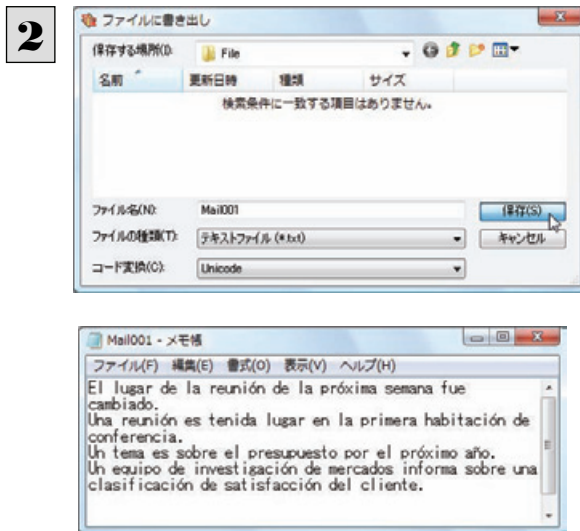 2
ファイルに書き出し
保存する場所(I):
File
名前 更新日時 種類 サイズ
検索条件に一致する項目はありません。
ファイル名(N): Mail001 保存(S)
ファイルの種類(T): テキストファイル (*.txt) キャンセル
コード変換(C): Unicode
Mail001 - メモ帳
ファイル(F) 編集(E) 書式(O) 表示(V) ヘルプ(H)
El lugar de la reunión de la próxima semana fue
cambiado.
Una reunión es tenida lugar en la primera habitación de
conferencia.
Un tema es sobre el presupuesto por el próximo año.
Un equipo de investigación de mercados informa sobre una
clasificación de satisfacción del cliente.